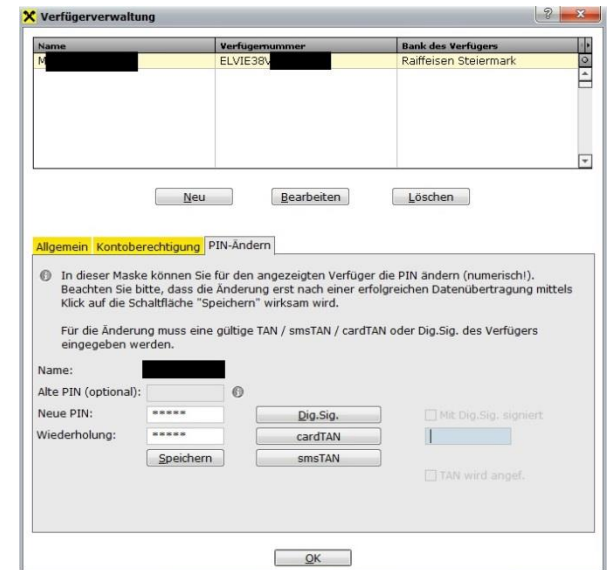 Verfügerverwaltung
Name Verfügernummer Bank des Verfügers
M ELVIE38V Raiffeisen Steiermark
Neu Bearbeiten Löschen
Allgemein Kontoberechtigung PIN-Ändern
In dieser Maske können Sie für den angezeigten Verfüger die PIN ändern (numerisch!).
Beachten Sie bitte, dass die Änderung erst nach einer erfolgreichen Datenübertragung mittels
Klick auf die Schaltfläche "Speichern" wirksam wird.
Für die Änderung muss eine gültige TAN / smsTAN / cardTAN oder Dig.Sig. des Verfügers
eingegeben werden.
Name:
Alte PIN (optional):
Neue PIN: ***** Dig.Sig. Mit Dig.Sig. signiert
Wiederholung: ***** cardTAN
Speichern smsTAN
TAN wird angef.
OK